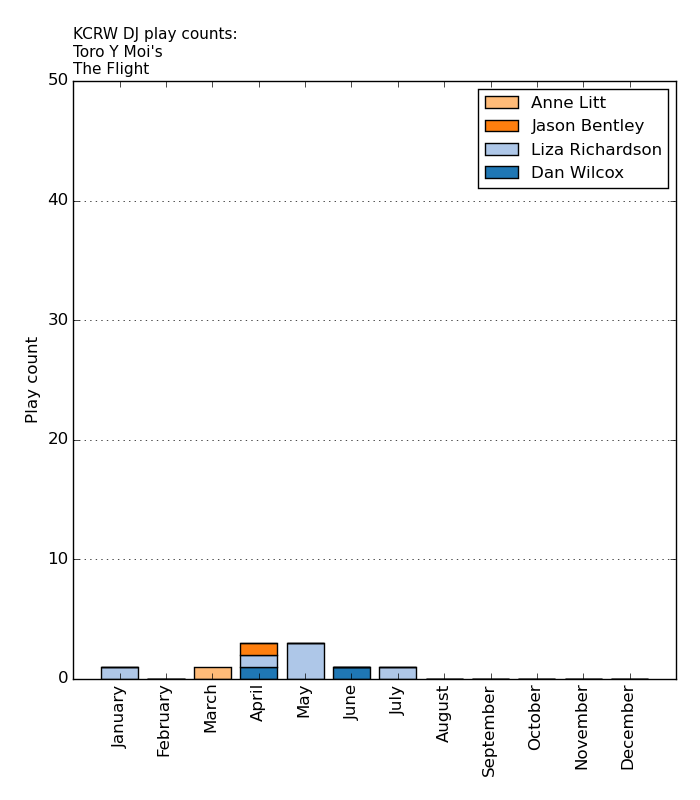 KCRW DJ play counts:
Toro Y Moi's
The Flight
Anne Litt
Jason Bentley
Liza Richardson
Dan Wilcox
Play count
50
40
30
20
10
0
January
February
March
April
May
June
July
August
September
October
November
December